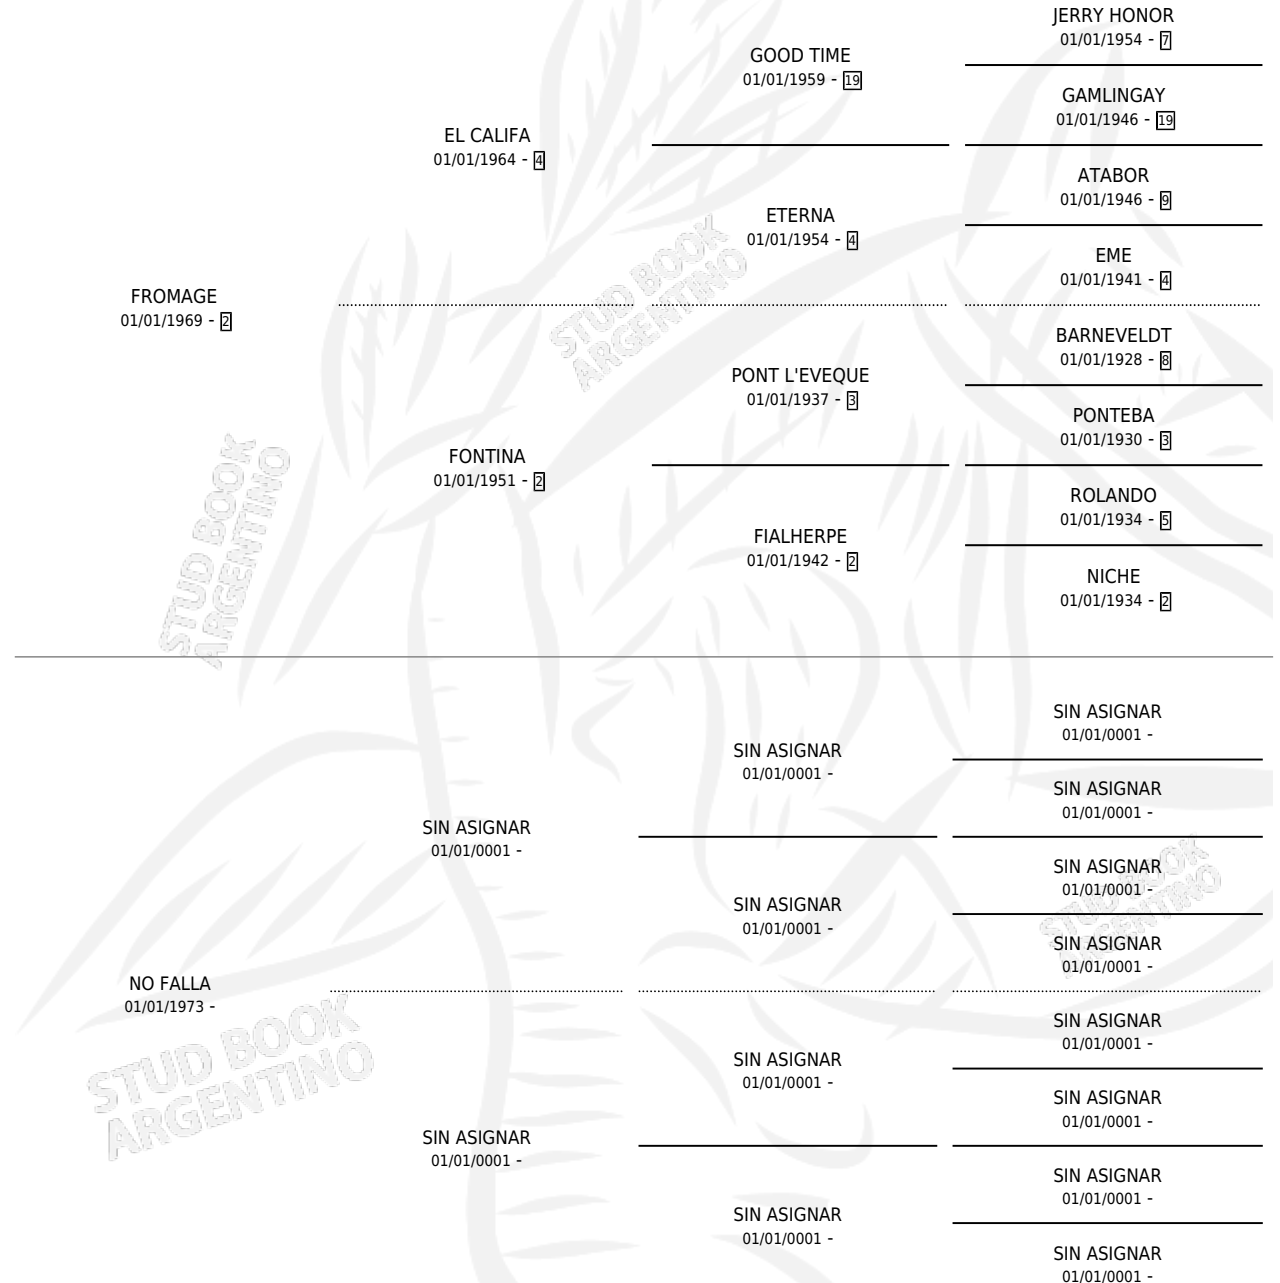 JERRY HONOR
01/01/1954 - 7
GOOD TIME
01/01/1959 - 19
GAMLINGAY
01/01/1946 - 19
EL CALIFA
01/01/1964 - 4
ATABOR
01/01/1946 - 9
ETERNA
01/01/1954 - 4
EME
01/01/1941 - 4
FROMAGE
01/01/1969 - 2
BARNEVELDT
01/01/1928 - 8
PONT L'EVEQUE
01/01/1937 - 3
PONTEBA
01/01/1930 - 3
FONTINA
01/01/1951 - 2
ROLANDO
01/01/1934 - 5
FIALHERPE
01/01/1942 - 2
NICHE
01/01/1934 - 2
STUD BOOK
ARGENTINO
STUD BOOK
ARGENTINO
SIN ASIGNAR
01/01/0001 -
SIN ASIGNAR
01/01/0001 -
SIN ASIGNAR
01/01/0001 -
SIN ASIGNAR
01/01/0001 -
SIN ASIGNAR
01/01/0001 -
SIN ASIGNAR
01/01/0001 -
SIN ASIGNAR
01/01/0001 -
NO FALLA
01/01/1973 -
SIN ASIGNAR
01/01/0001 -
SIN ASIGNAR
01/01/0001 -
SIN ASIGNAR
01/01/0001 -
SIN ASIGNAR
01/01/0001 -
SIN ASIGNAR
01/01/0001 -
SIN ASIGNAR
01/01/0001 -
SIN ASIGNAR
01/01/0001 -
STUD BOOK
ARGENTINO
STUD BOOK
ARGENTINO